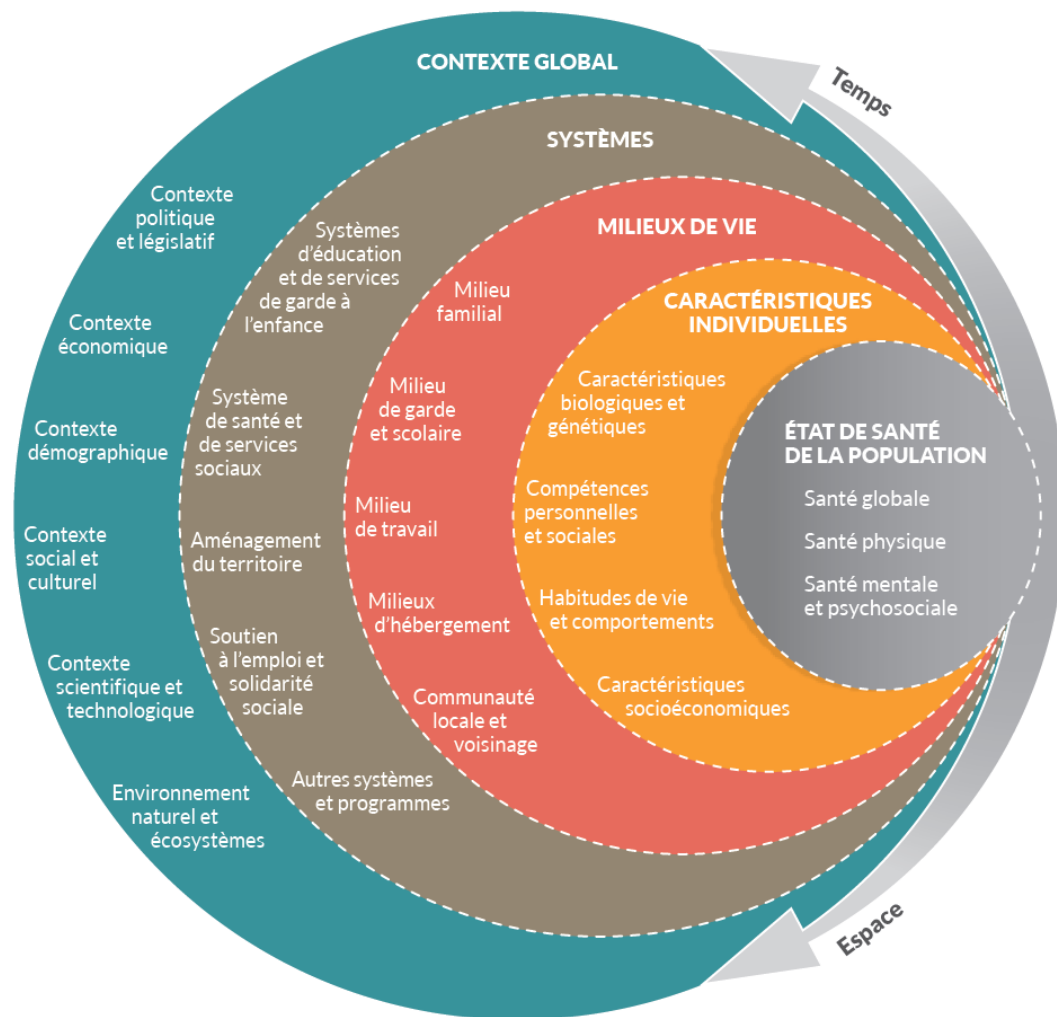 CONTEXTE GLOBAL
Contexte
politique
et législatif
Contexte
économique
Contexte
démographique
Contexte
social et
culturel
Contexte
scientifique et
technologique
Environnement
naturel et
écosystèmes
SYSTÈMES
Systèmes
d'éducation
et de services
de garde à
l'enfance
Système
de santé et
de services
sociaux
Aménagement
du territoire
Soutien
à l'emploi et
solidarité
sociale
Autres systèmes
et programmes
MILIEUX DE VIE
Milieu
familial
Milieu
de garde
et scolaire
Milieu
de travail
Milieux
d'hébergement
Communauté
locale et
voisinage
CARACTÉRISTIQUES
INDIVIDUELLES
Caractéristiques
biologiques et
génétiques
Compétences
personnelles
et sociales
Habitudes de vie
et comportements
Caractéristiques
socioéconomiques
ÉTAT DE SANTÉ
DE LA POPULATION
Santé globale
Santé physique
Santé mentale
et psychosociale
Temps
Espace